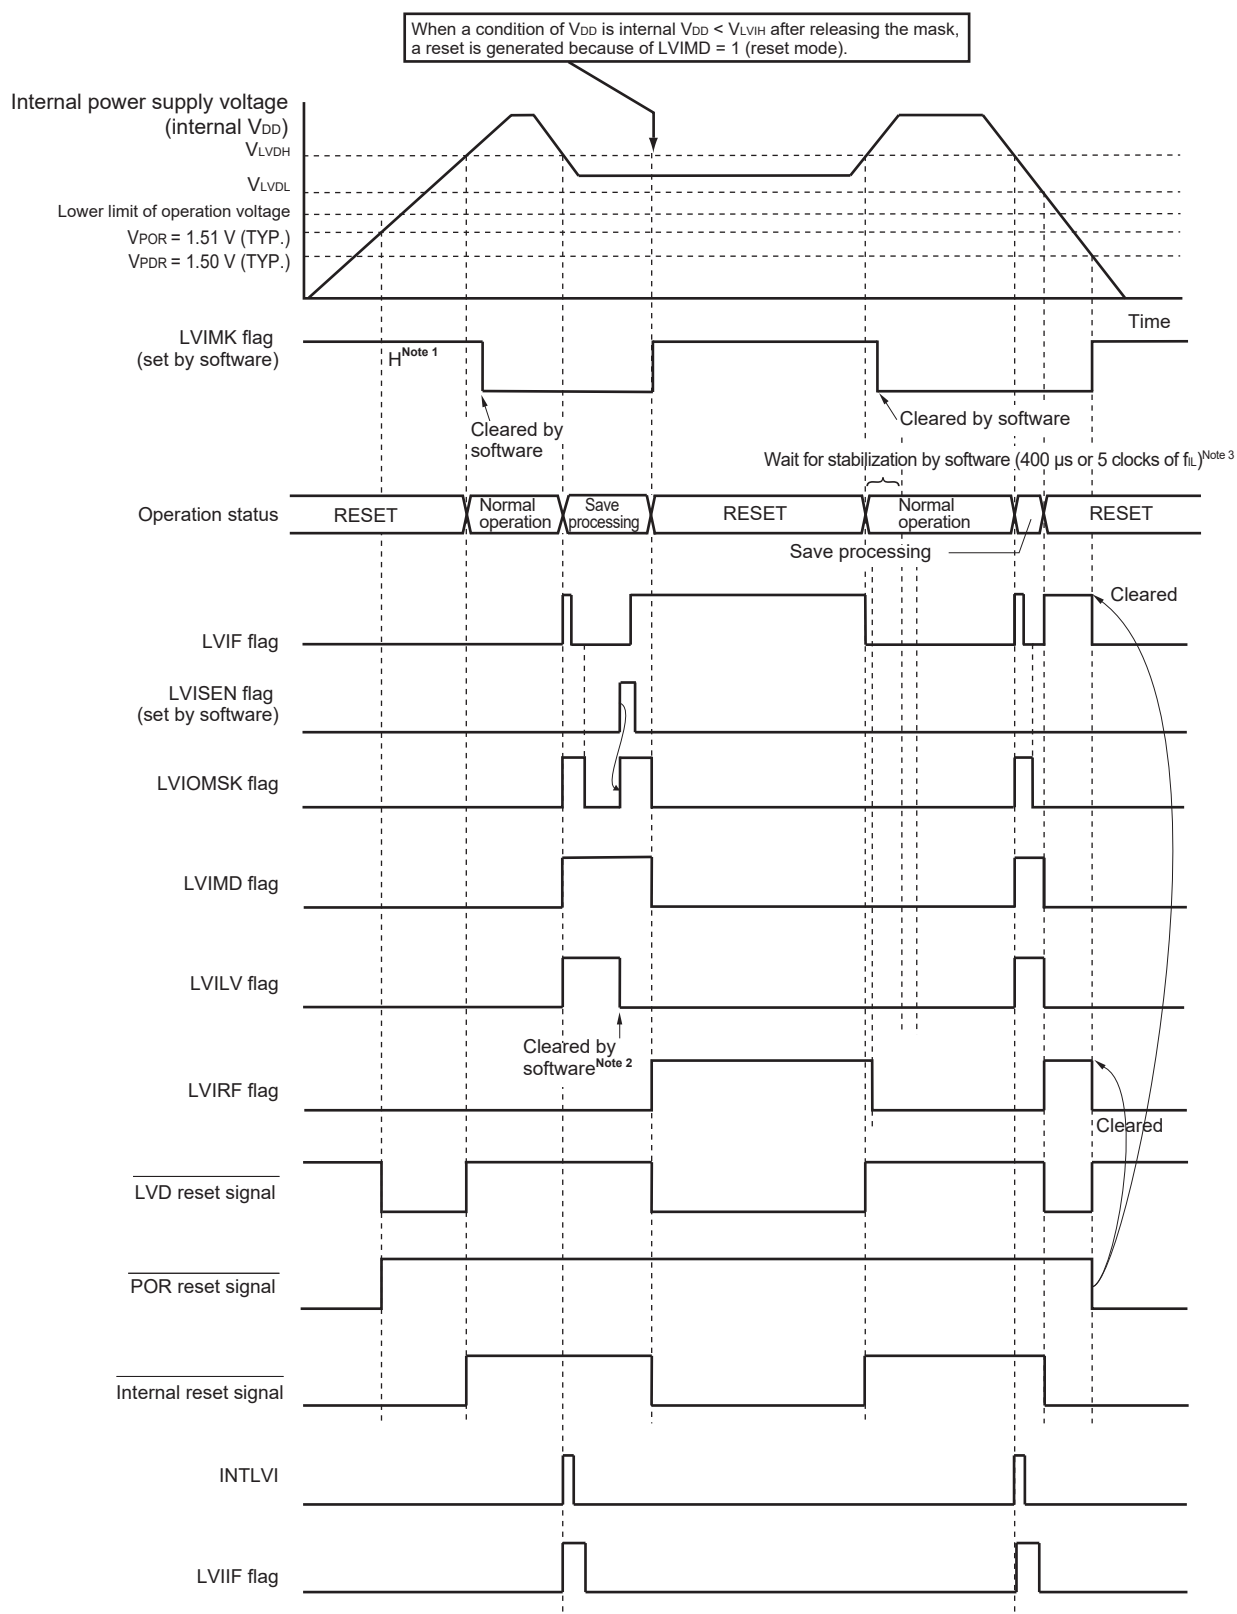 When a condition of VDD is internal VDD < VLVIH after releasing the mask,
a reset is generated because of LVIMD = 1 (reset mode).
Internal power supply voltage
(internal VDD)
VLVDH
VLVDL
Lower limit of operation voltage
VPOR = 1.51 V (TYP.)
VPDR = 1.50 V (TYP.)
Time
LVIMK flag
(set by software)
H Note 1
Cleared by
software
Cleared by software
Wait for stabilization by software (400 µs or 5 clocks of fIL) Note 3
Operation status
RESET
Normal
operation
Save
processing
RESET
Normal
operation
RESET
Save processing
Cleared
LVIF flag
LVISEN flag
(set by software)
LVIOMSK flag
LVIMD flag
LVILV flag
Cleared by
software Note 2
LVIRF flag
Cleared
LVD reset signal
POR reset signal
Internal reset signal
INTLVI
LVIIF flag